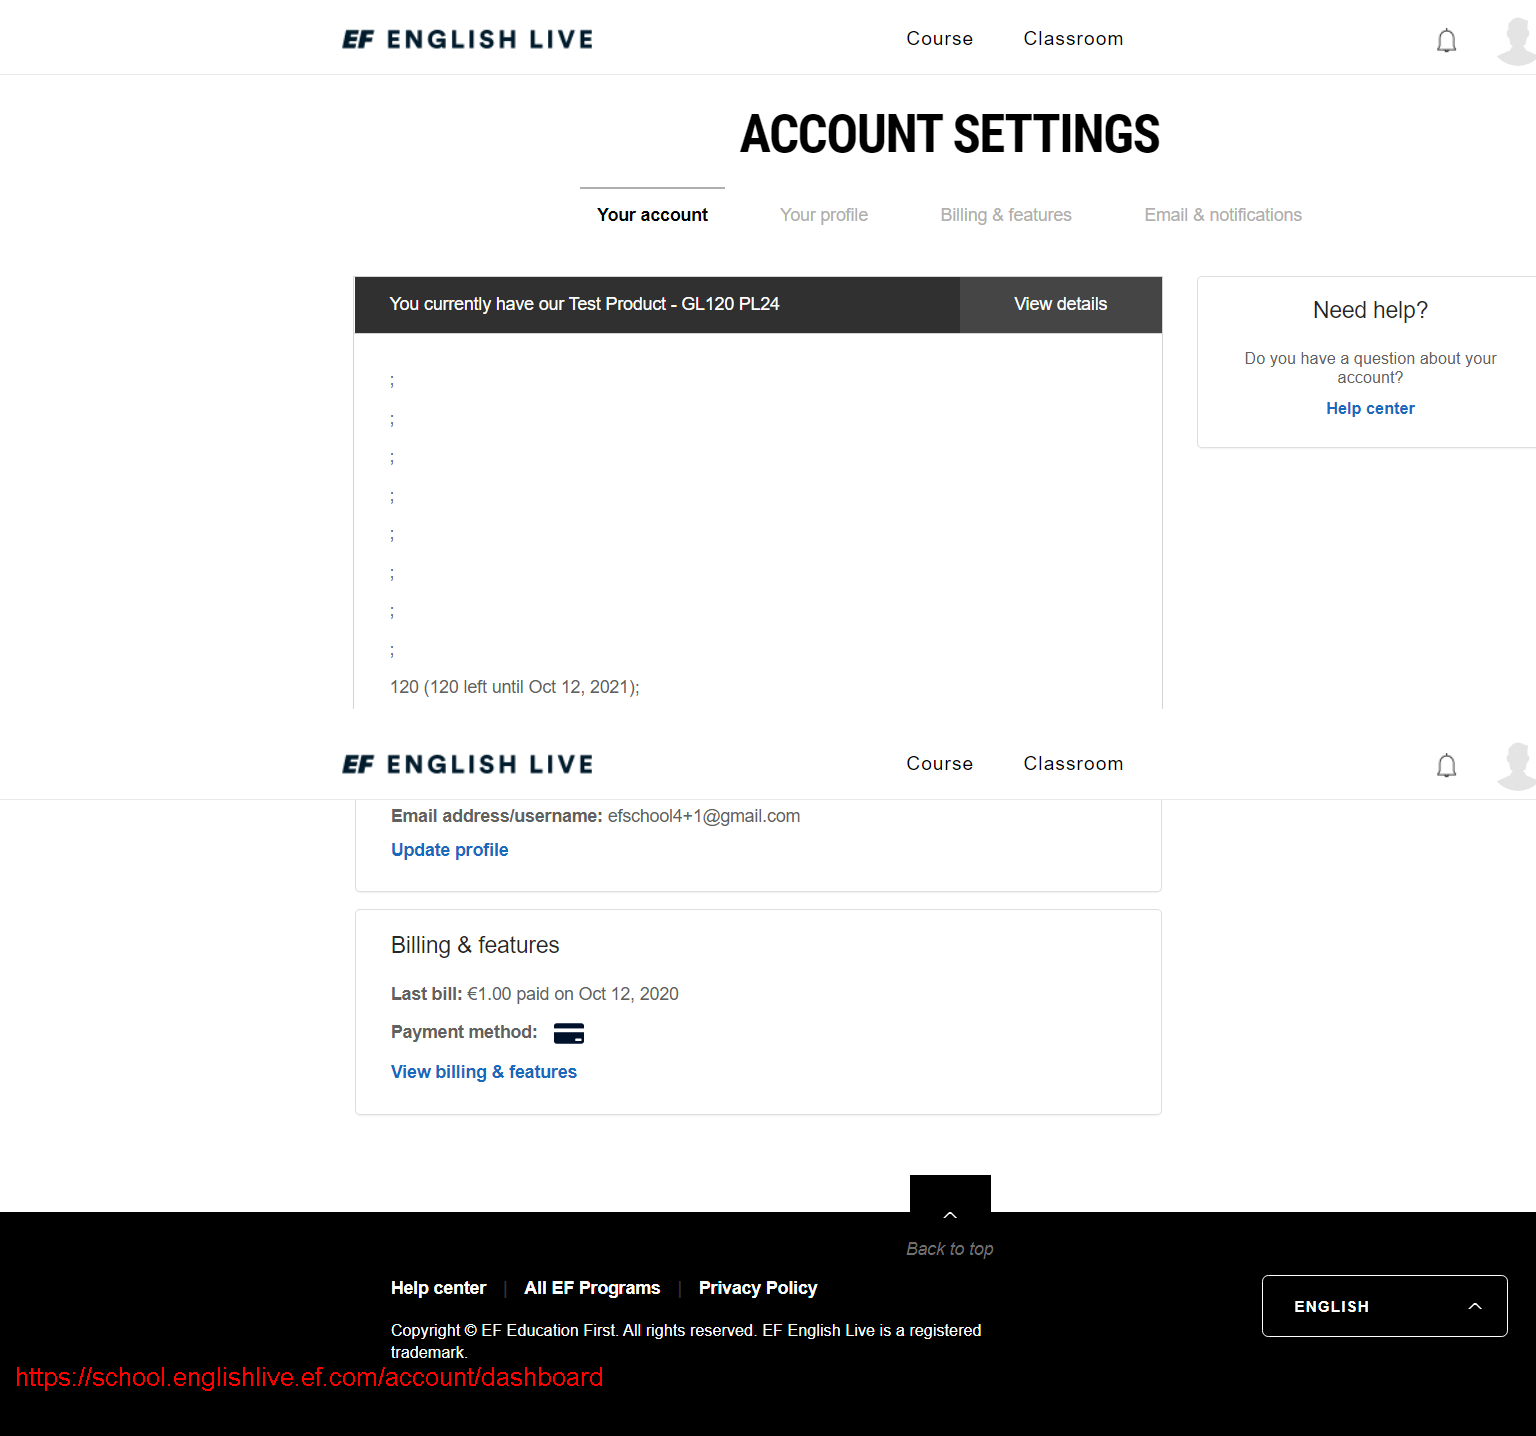 EF ENGLISH LIVE
Course
Classroom
ACCOUNT SETTINGS
Your account
Your profile
Billing & features
Email & notifications
You currently have our Test Product - GL120 PL24
View details
;
;
;
;
;
;
;
;
120 (120 left until Oct 12, 2021);
Need help?
Do you have a question about your
account?
Help center
EF ENGLISH LIVE
Course
Classroom
Email address/username: efschool4+1@gmail.com
Update profile
Billing & features
Last bill: €1.00 paid on Oct 12, 2020
Payment method:
View billing & features
Back to top
Help center | All EF Programs | Privacy Policy
ENGLISH
Copyright © EF Education First. All rights reserved. EF English Live is a registered
trademark.
https://school.englishlive.ef.com/account/dashboard